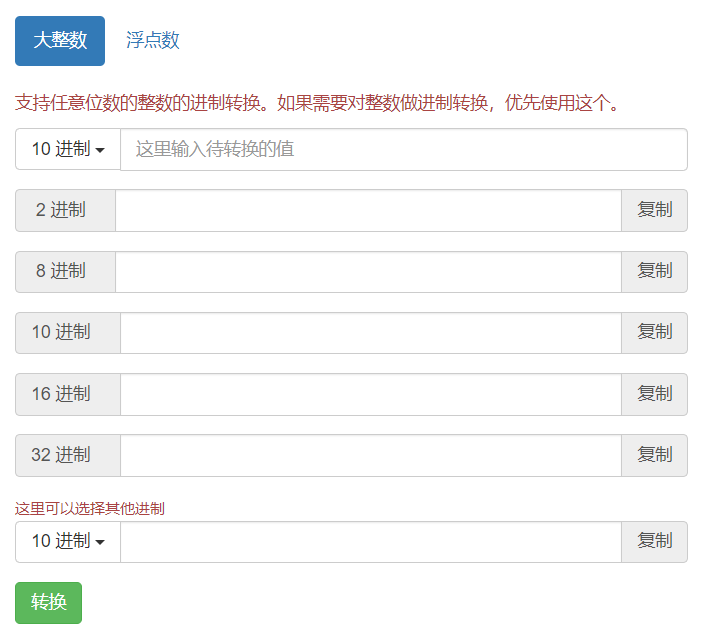 大整数 浮点数
支持任意位数的整数的进制转换。如果需要对整数做进制转换，优先使用这个。
10 进制 这里输入待转换的值
2 进制 复制
8 进制 复制
10 进制 复制
16 进制 复制
32 进制 复制
这里可以选择其他进制
10 进制 复制
转换